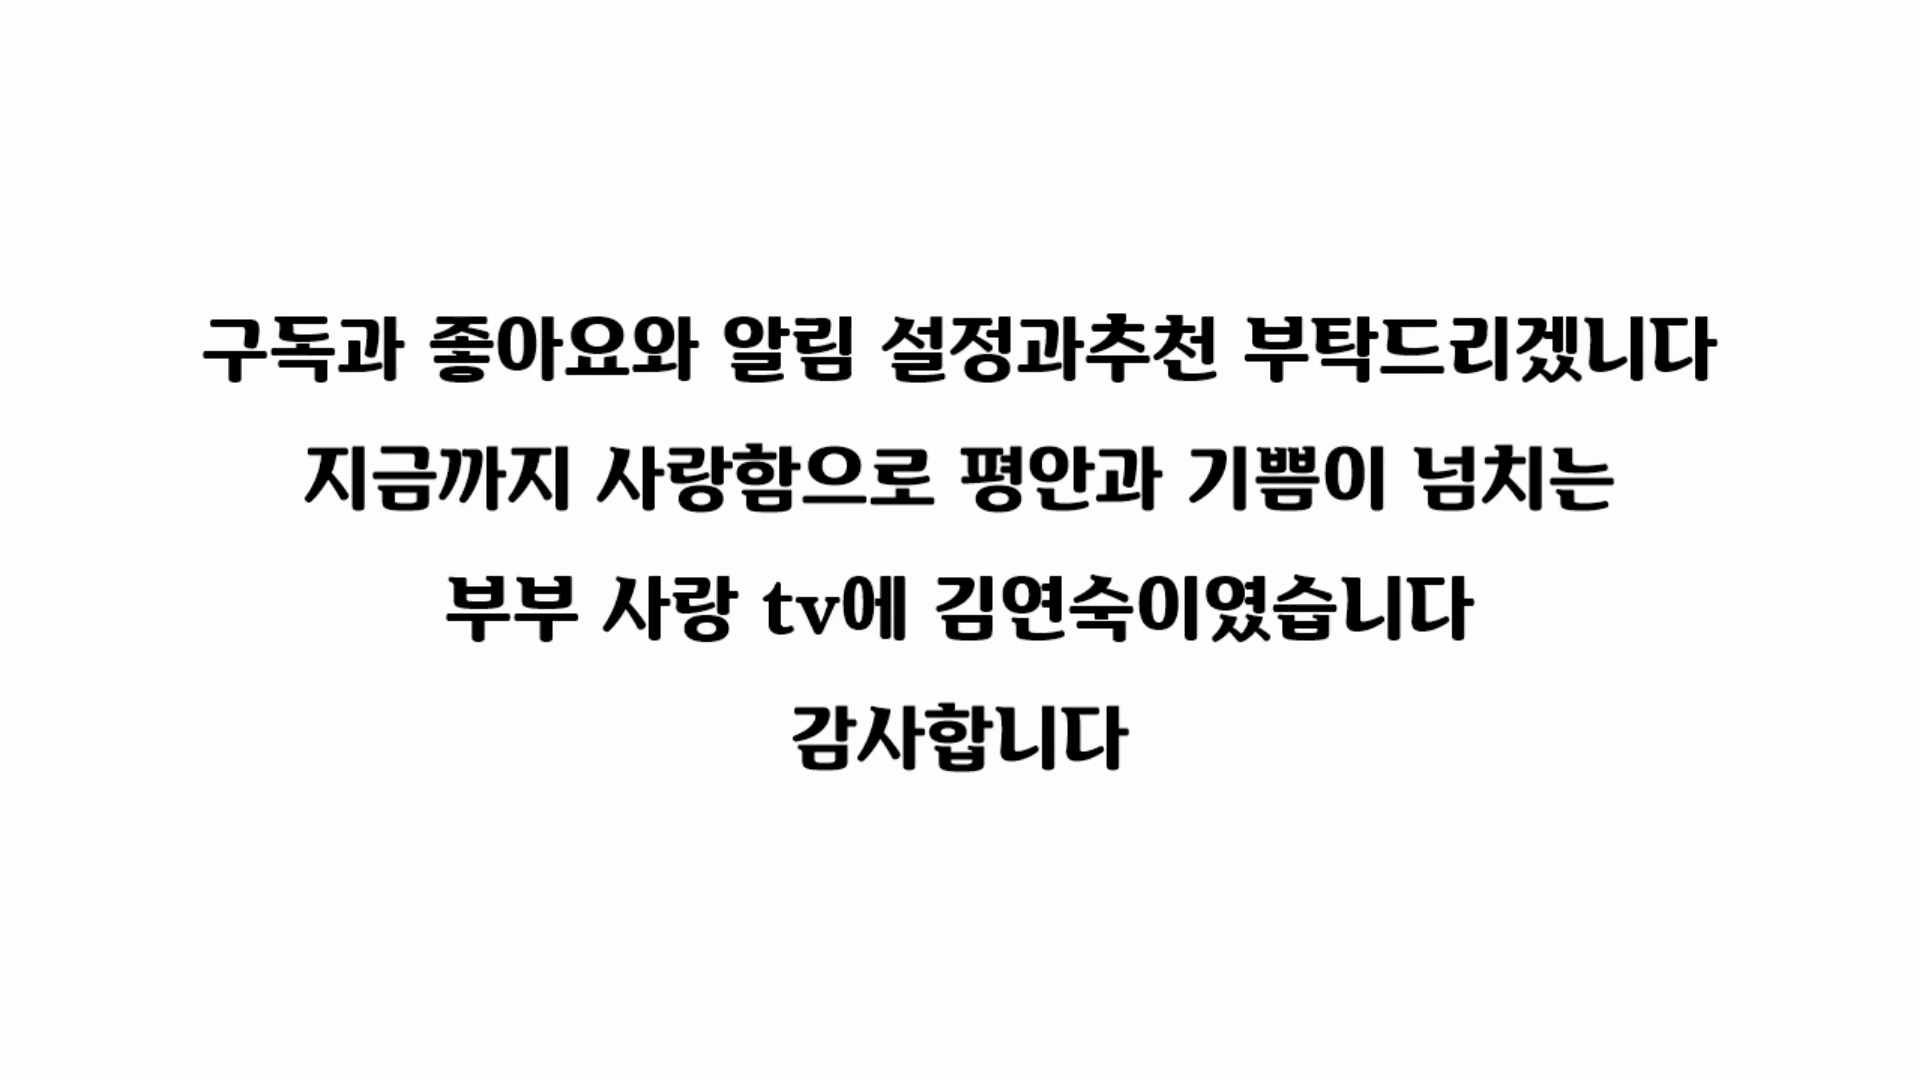 구독과 좋아요와 알림 설정과추천 부탁드리겠니다
지금까지 사랑함으로 평안과 기쁨이 넘치는
부부 사랑 tv에 김연숙이였습니다
감사합니다